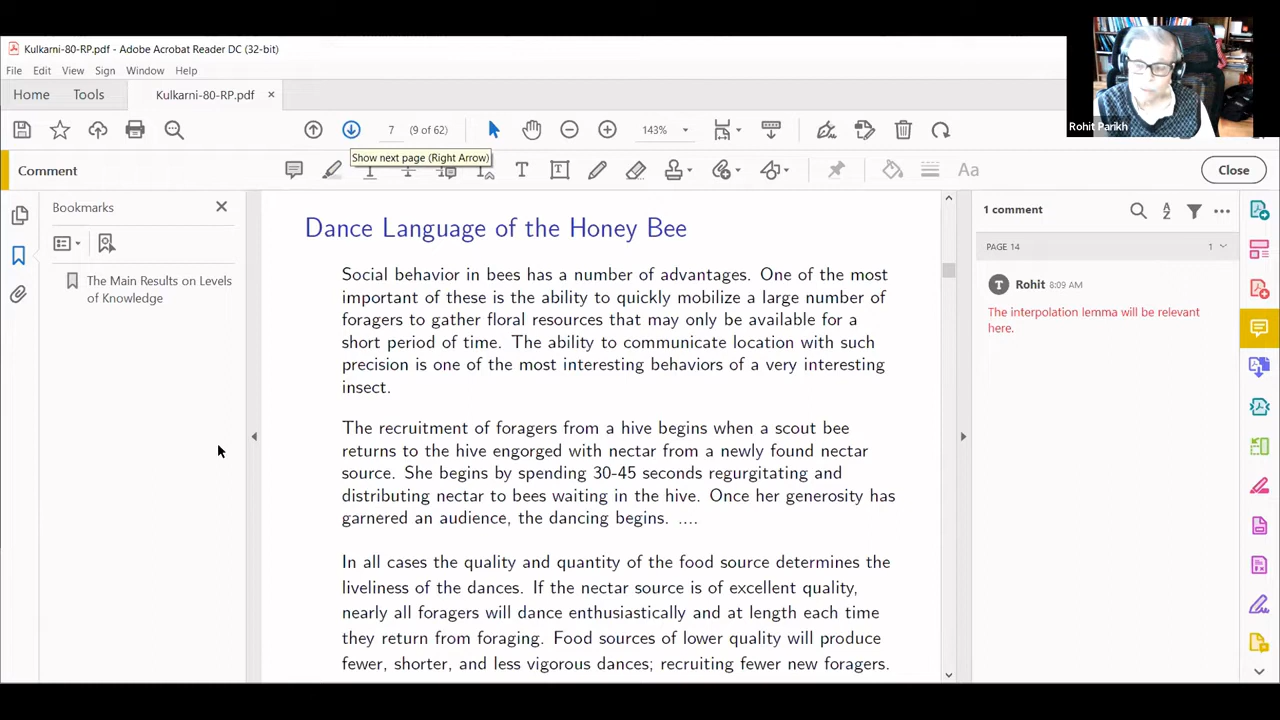 Kulkarni-80-RP.pdf - Adobe Acrobat Reader DC (32-bit)
File Edit View Sign Window Help
Home Tools Kulkarni-80-RP.pdf ×
7 (9 of 62) 143%
Show next page (Right Arrow)
Comment
Close
Rohit Parikh
Bookmarks
The Main Results on Levels
of Knowledge
Dance Language of the Honey Bee
Social behavior in bees has a number of advantages. One of the most
important of these is the ability to quickly mobilize a large number of
foragers to gather floral resources that may only be available for a
short period of time. The ability to communicate location with such
precision is one of the most interesting behaviors of a very interesting
insect.
The recruitment of foragers from a hive begins when a scout bee
returns to the hive engorged with nectar from a newly found nectar
source. She begins by spending 30-45 seconds regurgitating and
distributing nectar to bees waiting in the hive. Once her generosity has
garnered an audience, the dancing begins. ....
In all cases the quality and quantity of the food source determines the
liveliness of the dances. If the nectar source is of excellent quality,
nearly all foragers will dance enthusiastically and at length each time
they return from foraging. Food sources of lower quality will produce
fewer, shorter, and less vigorous dances; recruiting fewer new foragers.
1 comment
PAGE 14 1
T Rohit 8:09 AM
The interpolation lemma will be relevant
here.